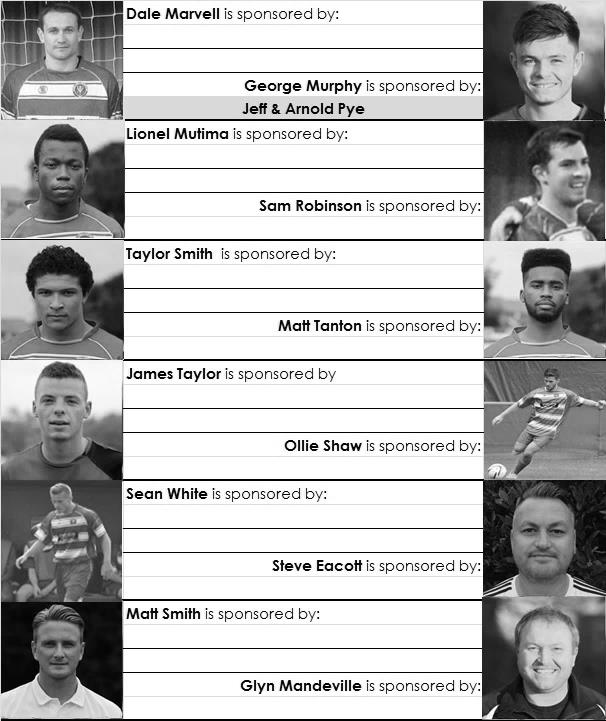 Dale Marvell is sponsored by:
George Murphy is sponsored by:
Jeff & Arnold Pye
Lionel Mutima is sponsored by:
Sam Robinson is sponsored by:
Taylor Smith is sponsored by:
Matt Tanton is sponsored by:
James Taylor is sponsored by
Ollie Shaw is sponsored by:
Sean White is sponsored by:
Steve Eacott is sponsored by:
Matt Smith is sponsored by:
Glyn Mandeville is sponsored by: